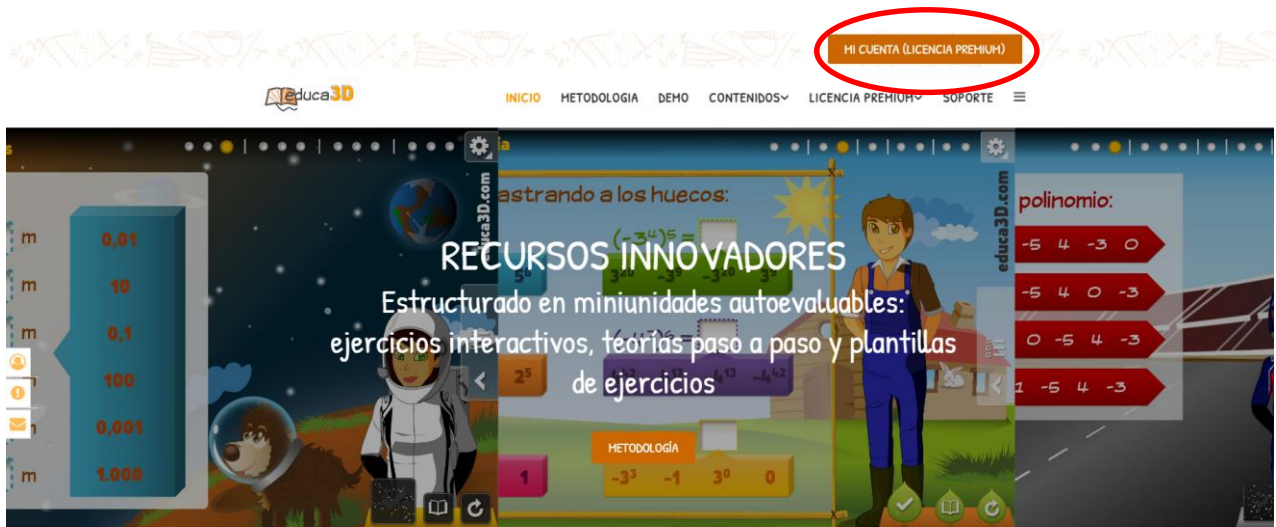 MI CUENTA (LICENCIA PREMIUM)
educa3D
INICIO METODOLOGIA DEMO CONTENIDOS LICENCIA PREMIUM SOPORTE
RECURSOS INNOVADORES
Estructurado en miniunidades autoevaluables:
ejercicios interactivos, teorías paso a paso y plantillas
de ejercicios
METODOLOGÍA
m 0,01
m 10
m 0,1
100
0,001
m 1.000
educa3D.com
astrando a los huecos:
(-3⁴)⁵ =
2⁵
1
-3³ -1 3⁰ 0
educa3D.com
polinomio:
-5 4 -3 0
-5 4 0 -3
0 -5 4 -3
1 -5 4 -3